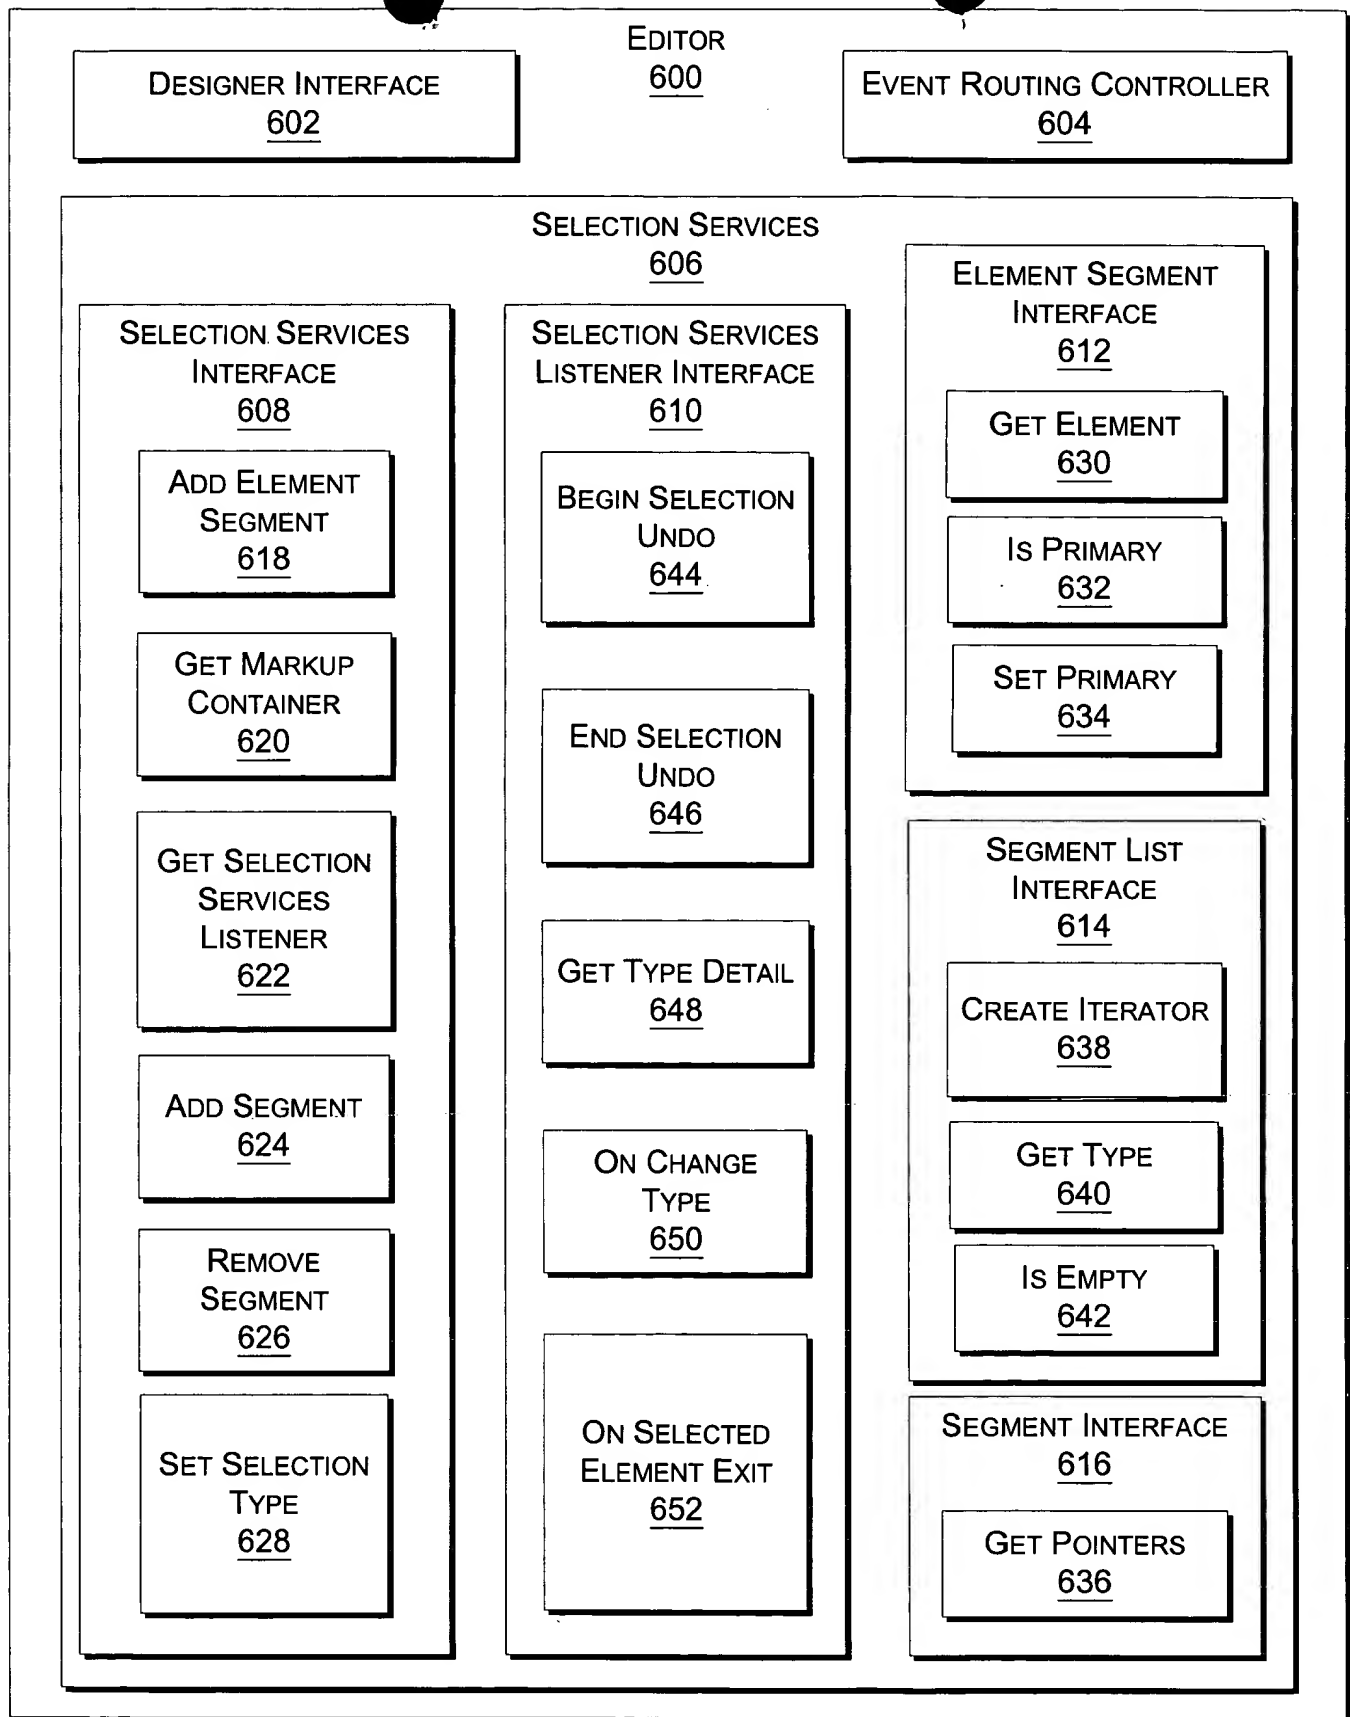 EDITOR
600
DESIGNER INTERFACE
602
EVENT ROUTING CONTROLLER
604
SELECTION SERVICES
606
SELECTION SERVICES
INTERFACE
608
ADD ELEMENT
SEGMENT
618
GET MARKUP
CONTAINER
620
GET SELECTION
SERVICES
LISTENER
622
ADD SEGMENT
624
REMOVE
SEGMENT
626
SET SELECTION
TYPE
628
SELECTION SERVICES
LISTENER INTERFACE
610
BEGIN SELECTION
UNDO
644
END SELECTION
UNDO
646
GET TYPE DETAIL
648
ON CHANGE
TYPE
650
ON SELECTED
ELEMENT EXIT
652
ELEMENT SEGMENT
INTERFACE
612
GET ELEMENT
630
IS PRIMARY
632
SET PRIMARY
634
SEGMENT LIST
INTERFACE
614
CREATE ITERATOR
638
GET TYPE
640
IS EMPTY
642
SEGMENT INTERFACE
616
GET POINTERS
636